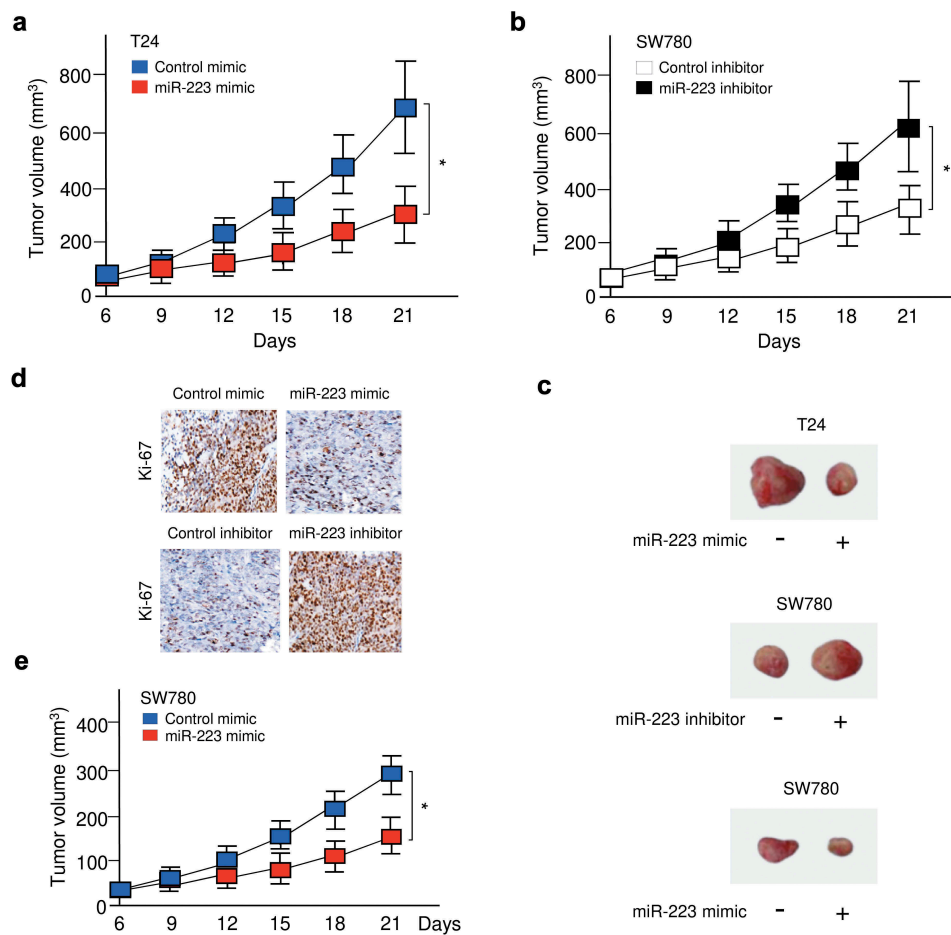 a
T24
Control mimic
miR-223 mimic
Tumor volume (mm³)
800
600
400
200
0
6 9 12 15 18 21
Days
*
b
SW780
Control inhibitor
miR-223 inhibitor
Tumor volume (mm³)
800
600
400
200
0
6 9 12 15 18 21
Days
*
d
Control mimic miR-223 mimic
Ki-67
Control inhibitor miR-223 inhibitor
Ki-67
c
T24
miR-223 mimic - +
SW780
miR-223 inhibitor - +
SW780
miR-223 mimic - +
e
SW780
Control mimic
miR-223 mimic
Tumor volume (mm³)
400
300
200
100
0
6 9 12 15 18 21 Days
*